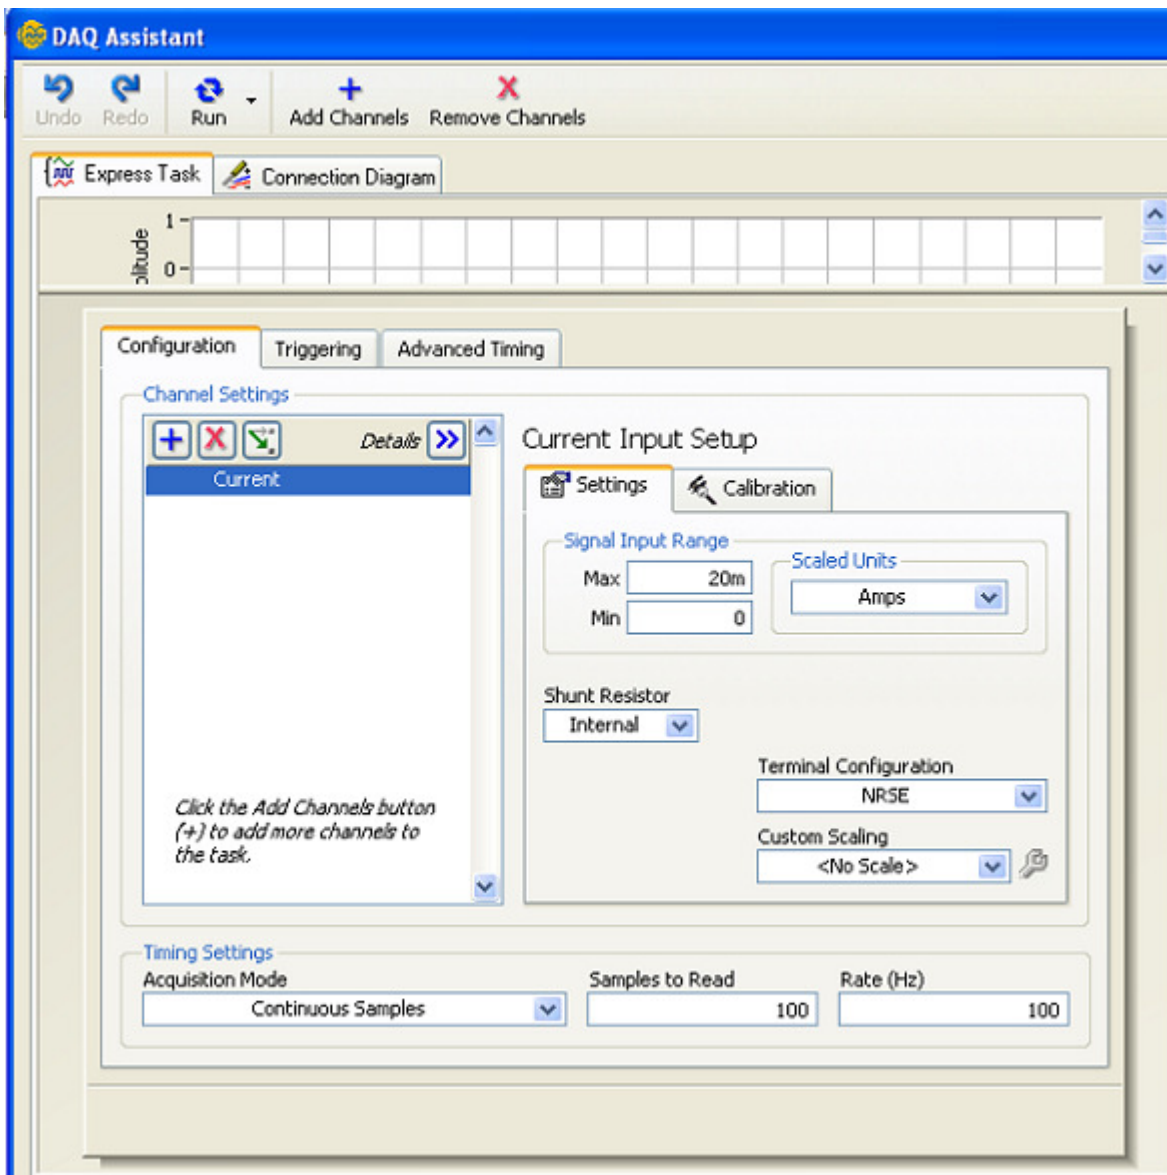 DAQ Assistant
Undo Redo Run Add Channels Remove Channels
Express Task Connection Diagram
1
0
plitude
Configuration Triggering Advanced Timing
Channel Settings
Details
Current
Click the Add Channels button
(+) to add more channels to
the task.
Current Input Setup
Settings Calibration
Signal Input Range
Max 20m
Min 0
Scaled Units
Amps
Shunt Resistor
Internal
Terminal Configuration
NRSE
Custom Scaling
<No Scale>
Timing Settings
Acquisition Mode Samples to Read Rate (Hz)
Continuous Samples 100 100